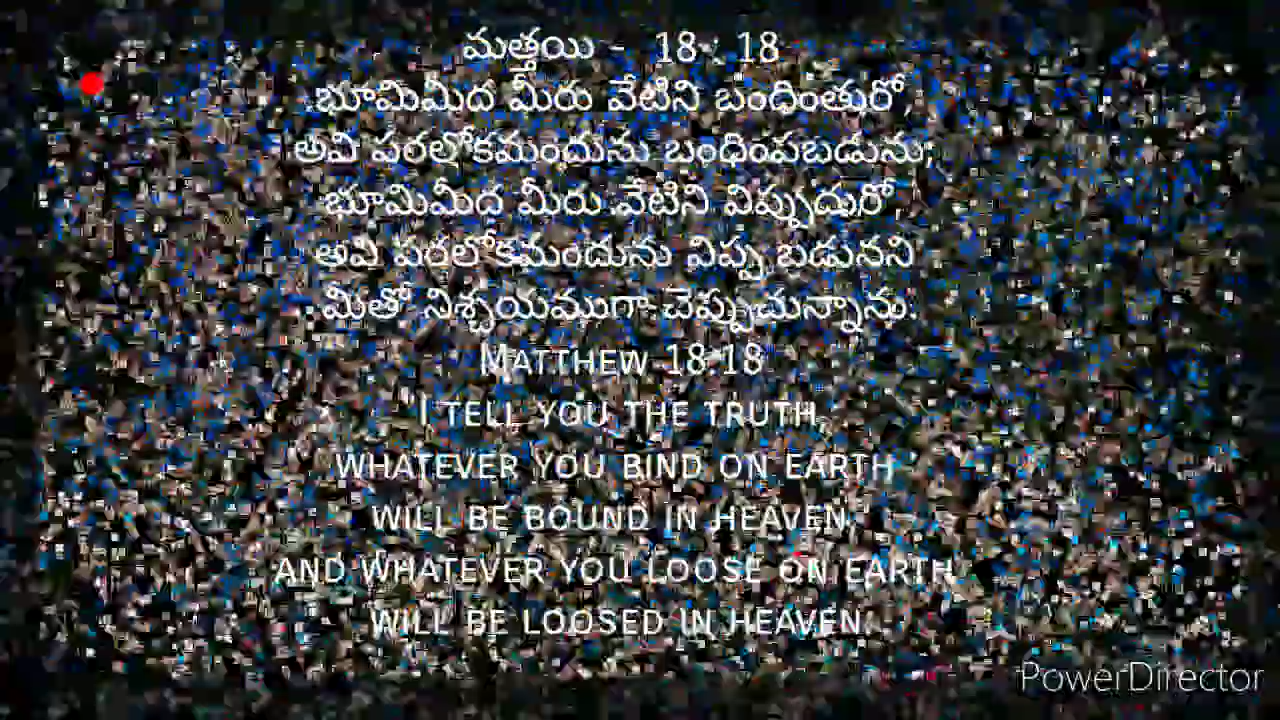 మత్తయి - 18 : 18
భూమిమీద మీరు వేటిని బంధింతురో,
అవి పరలోకమందును బంధింపబడును;
భూమిమీద మీరు వేటిని విప్పుదురో,
అవి పరలోకమందును విప్ప బడునని
మీతో నిశ్చయముగా చెప్పుచున్నాను.
MATTHEW 18:18
"I TELL YOU THE TRUTH,
WHATEVER YOU BIND ON EARTH
WILL BE BOUND IN HEAVEN,
AND WHATEVER YOU LOOSE ON EARTH
WILL BE LOOSED IN HEAVEN.
PowerDirector